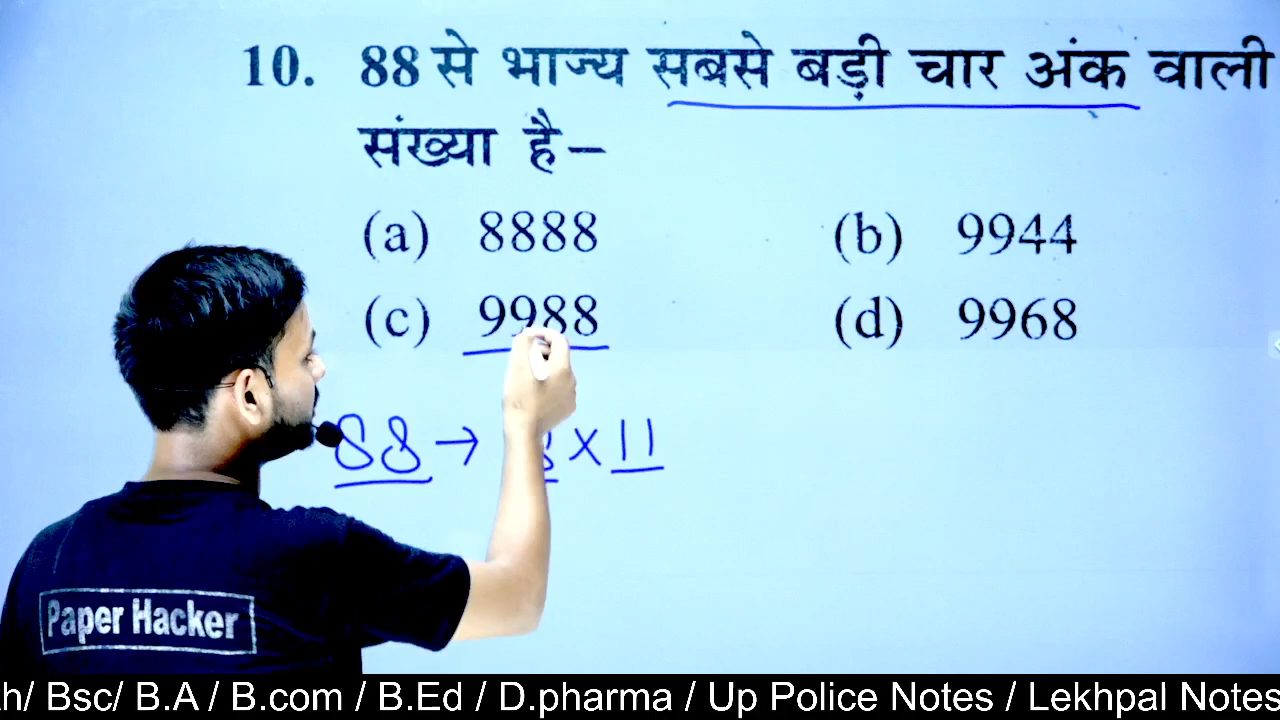 10. 88 से भाज्य सबसे बड़ी चार अंक वाली
संख्या है–
(a) 8888 (b) 9944
(c) 9988 (d) 9968
88 → 8 × 11
Paper Hacker
/ Bsc/ B.A / B.com / B.Ed / D.pharma / Up Police Notes / Lekhpal Notes